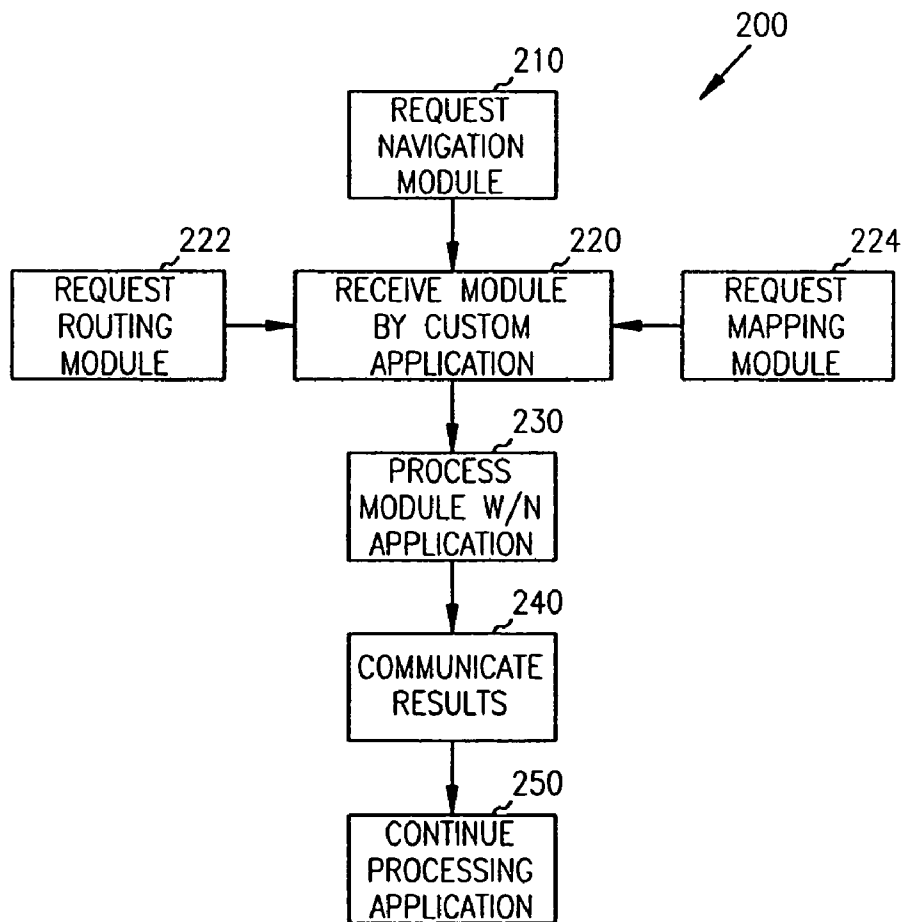 200
210
REQUEST
NAVIGATION
MODULE
222
REQUEST
ROUTING
MODULE
220
RECEIVE MODULE
BY CUSTOM
APPLICATION
224
REQUEST
MAPPING
MODULE
230
PROCESS
MODULE W/N
APPLICATION
240
COMMUNICATE
RESULTS
250
CONTINUE
PROCESSING
APPLICATION